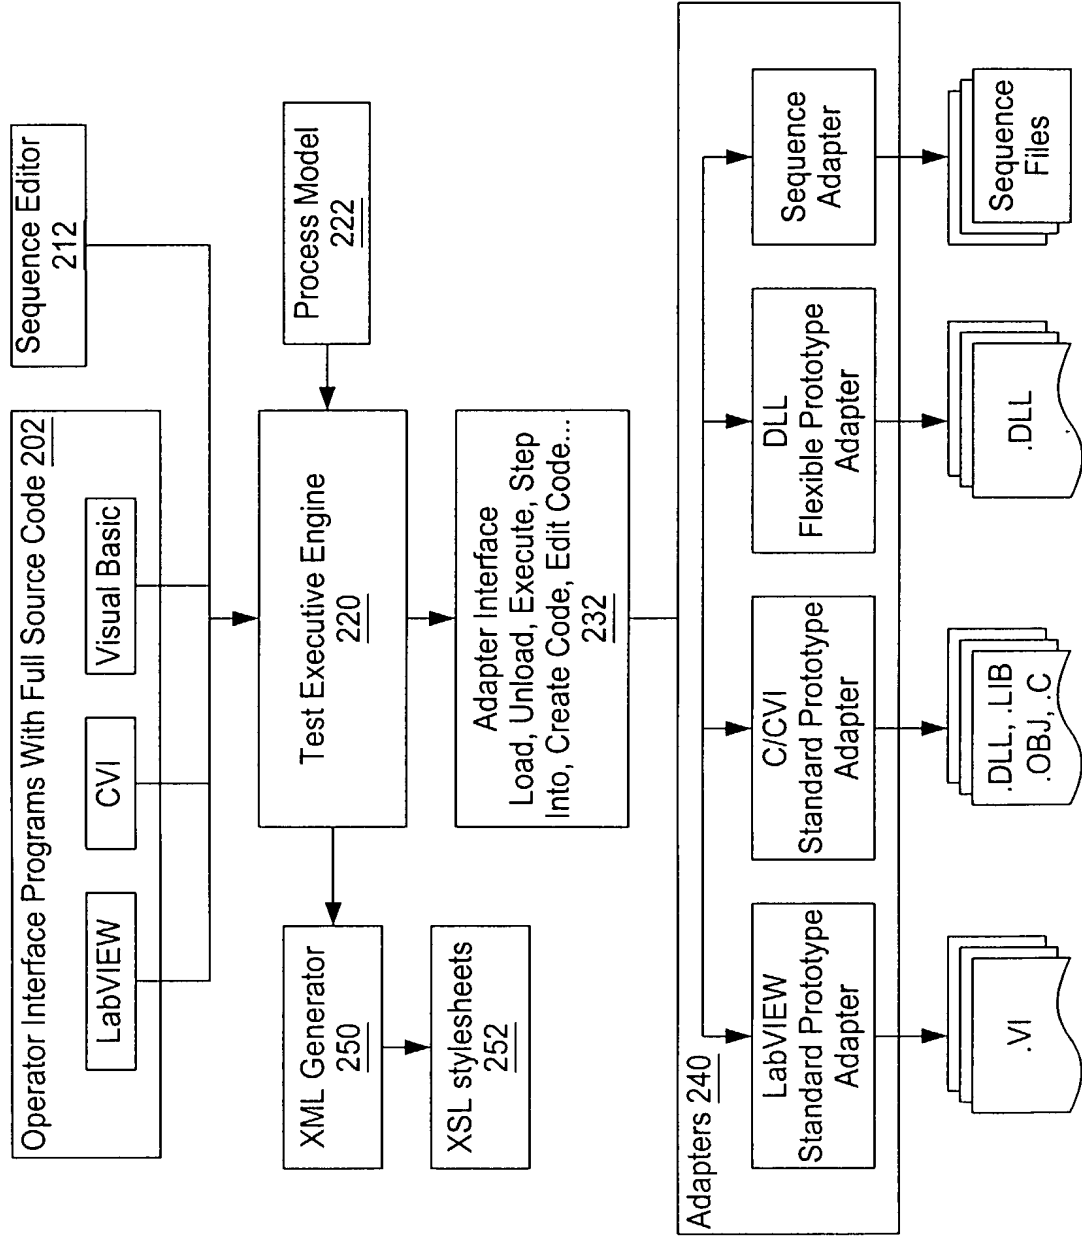 Operator Interface Programs With Full Source Code 202
LabVIEW
CVI
Visual Basic
Sequence Editor
212
XML Generator
250
XSL stylesheets
252
Test Executive Engine
220
Process Model
222
Adapter Interface
Load, Unload, Execute, Step
Into, Create Code, Edit Code...
232
Adapters 240
LabVIEW
Standard Prototype
Adapter
C/CVI
Standard Prototype
Adapter
DLL
Flexible Prototype
Adapter
Sequence
Adapter
.VI
.DLL, .LIB
.OBJ, .C
.DLL
Sequence
Files